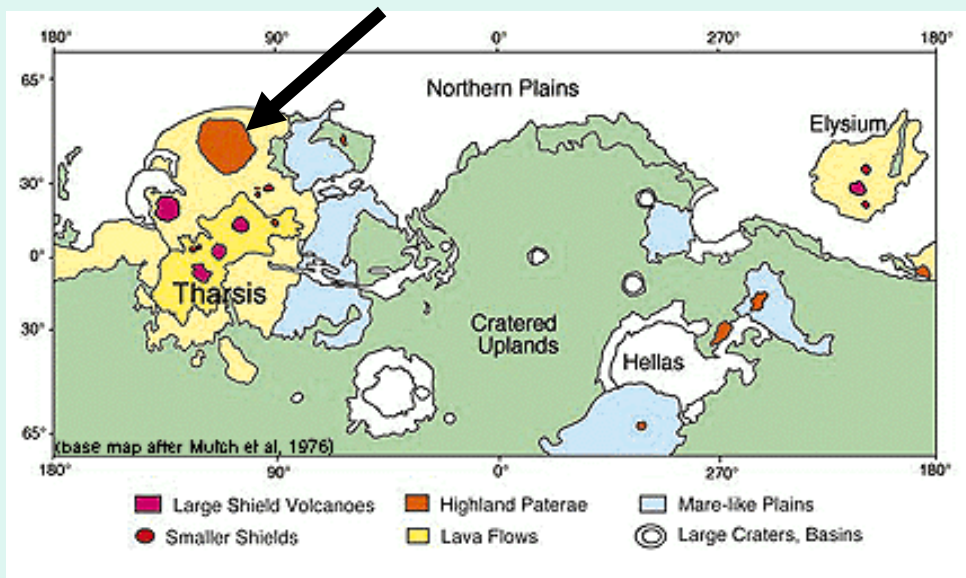 180° 90° 0° 270° 180°
65°
Northern Plains
Elysium
30°
0°
Tharsis
30°
Cratered
Uplands
Hellas
65°
(base map after Mutch et al, 1976)
180° 90° 0° 270° 180°
Large Shield Volcanoes Highland Paterae Mare-like Plains
Smaller Shields Lava Flows Large Craters, Basins